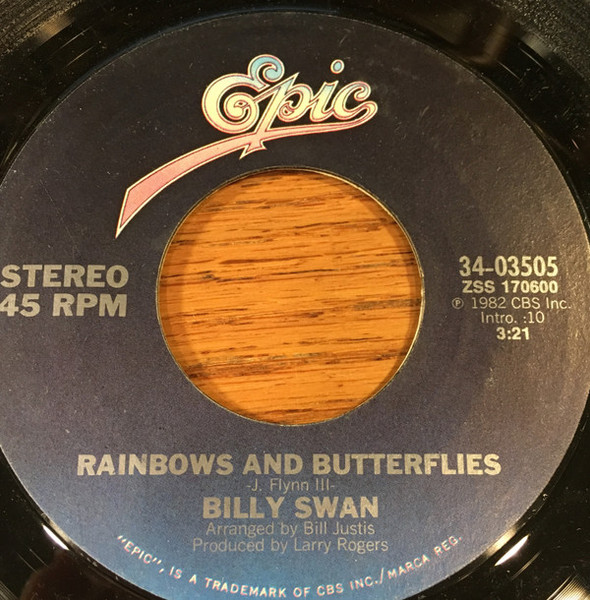 Epic
STEREO
45 RPM
34-03505
ZSS 170600
℗ 1982 CBS Inc.
Intro. :10
3:21
RAINBOWS AND BUTTERFLIES
-J. Flynn III-
BILLY SWAN
Arranged by Bill Justis
Produced by Larry Rogers
"EPIC", IS A TRADEMARK OF CBS INC./MARCA REG.